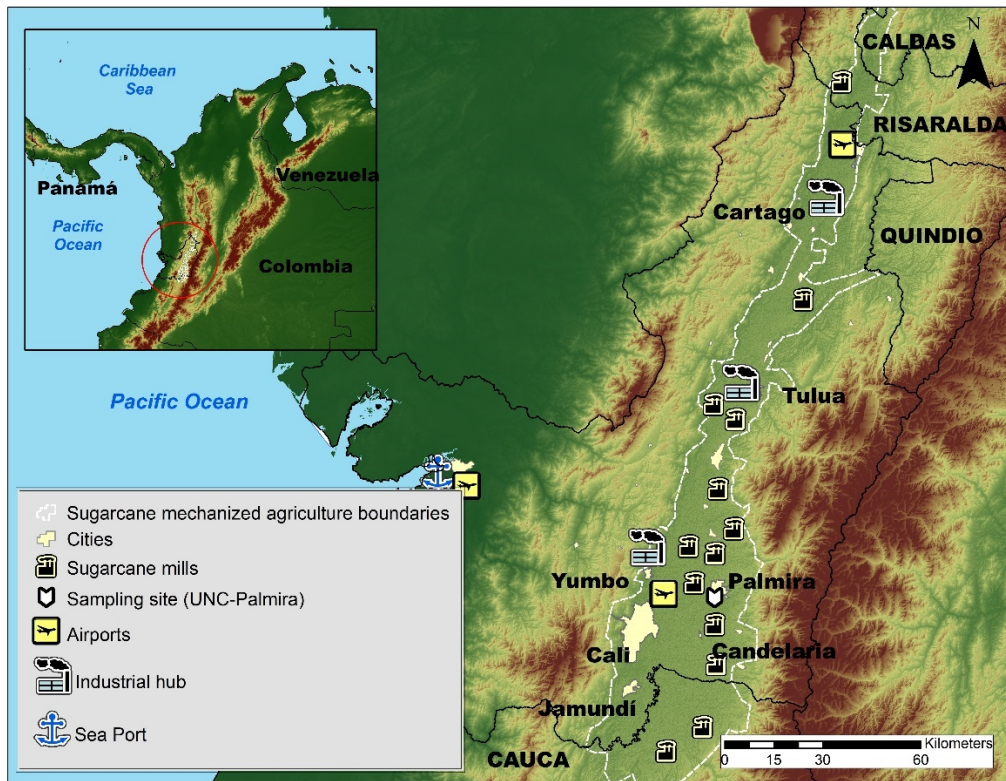 Caribbean
Sea
Panamá
Venezuela
Pacific
Ocean
Colombia
N
CALDAS
RISARALDA
Cartago
QUINDIO
Pacific Ocean
Tulua
Sugarcane mechanized agriculture boundaries
Cities
Sugarcane mills
Sampling site (UNC-Palmira)
Airports
Industrial hub
Sea Port
Yumbo
Palmira
Cali
Candelaria
Jamundí
CAUCA
Kilometers
0 15 30 60